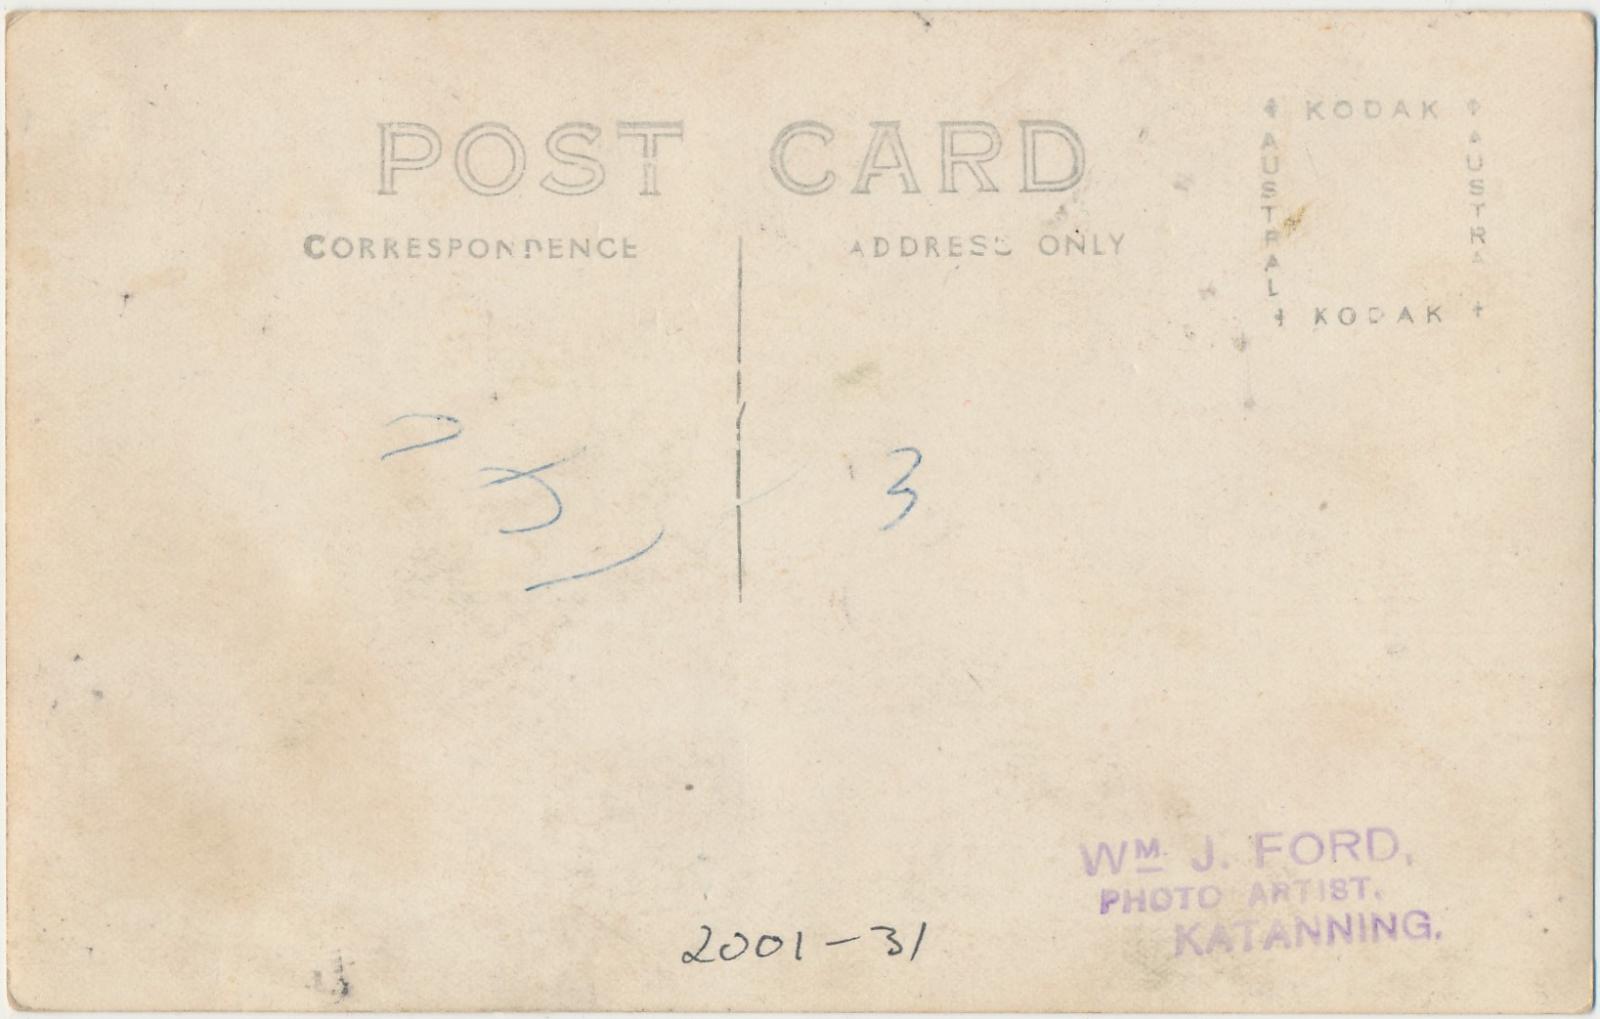 POST CARD
CORRESPONDENCE
ADDRESS ONLY
KODAK
AUSTRAL
AUSTRA
KODAK
3
WM J. FORD,
PHOTO ARTIST.
KATANNING.
2001-31